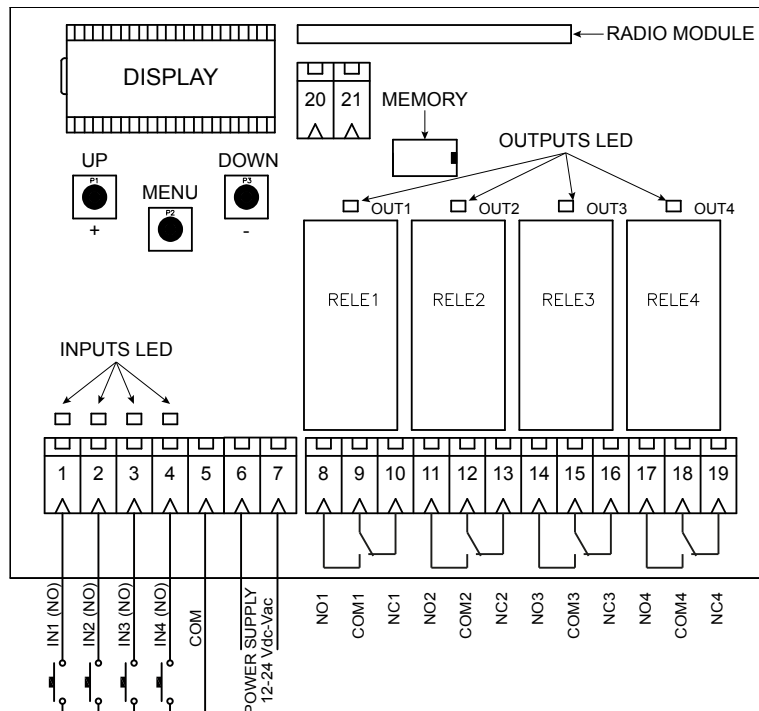 RADIO MODULE
DISPLAY
20 21
MEMORY
OUTPUTS LED
UP
DOWN
MENU
P1
P2
P3
+
-
OUT1
OUT2
OUT3
OUT4
RELE1
RELE2
RELE3
RELE4
INPUTS LED
1 2 3 4 5 6 7
8 9 10 11 12 13 14 15 16 17 18 19
IN1 (NO)
IN2 (NO)
IN3 (NO)
IN4 (NO)
COM
POWER SUPPLY
12-24 Vdc-Vac
NO1
COM1
NC1
NO2
COM2
NC2
NO3
COM3
NC3
NO4
COM4
NC4